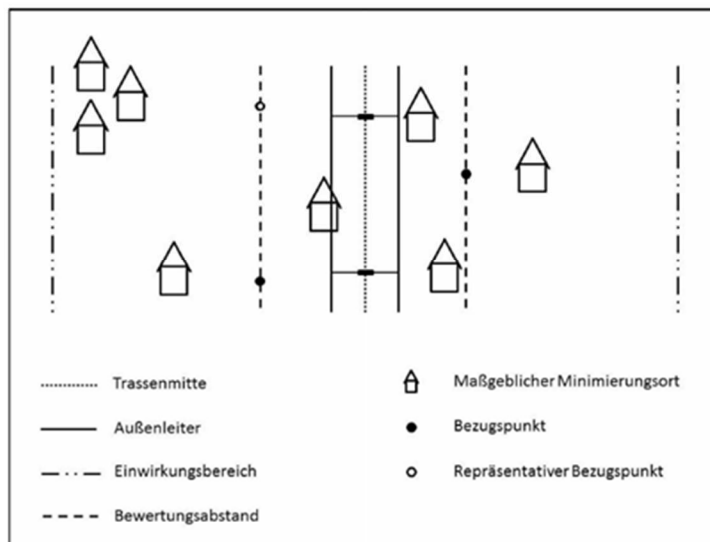 Trassenmitte
Außenleiter
Einwirkungsbereich
Bewertungsabstand
Maßgeblicher Minimierungsort
Bezugspunkt
Repräsentativer Bezugspunkt